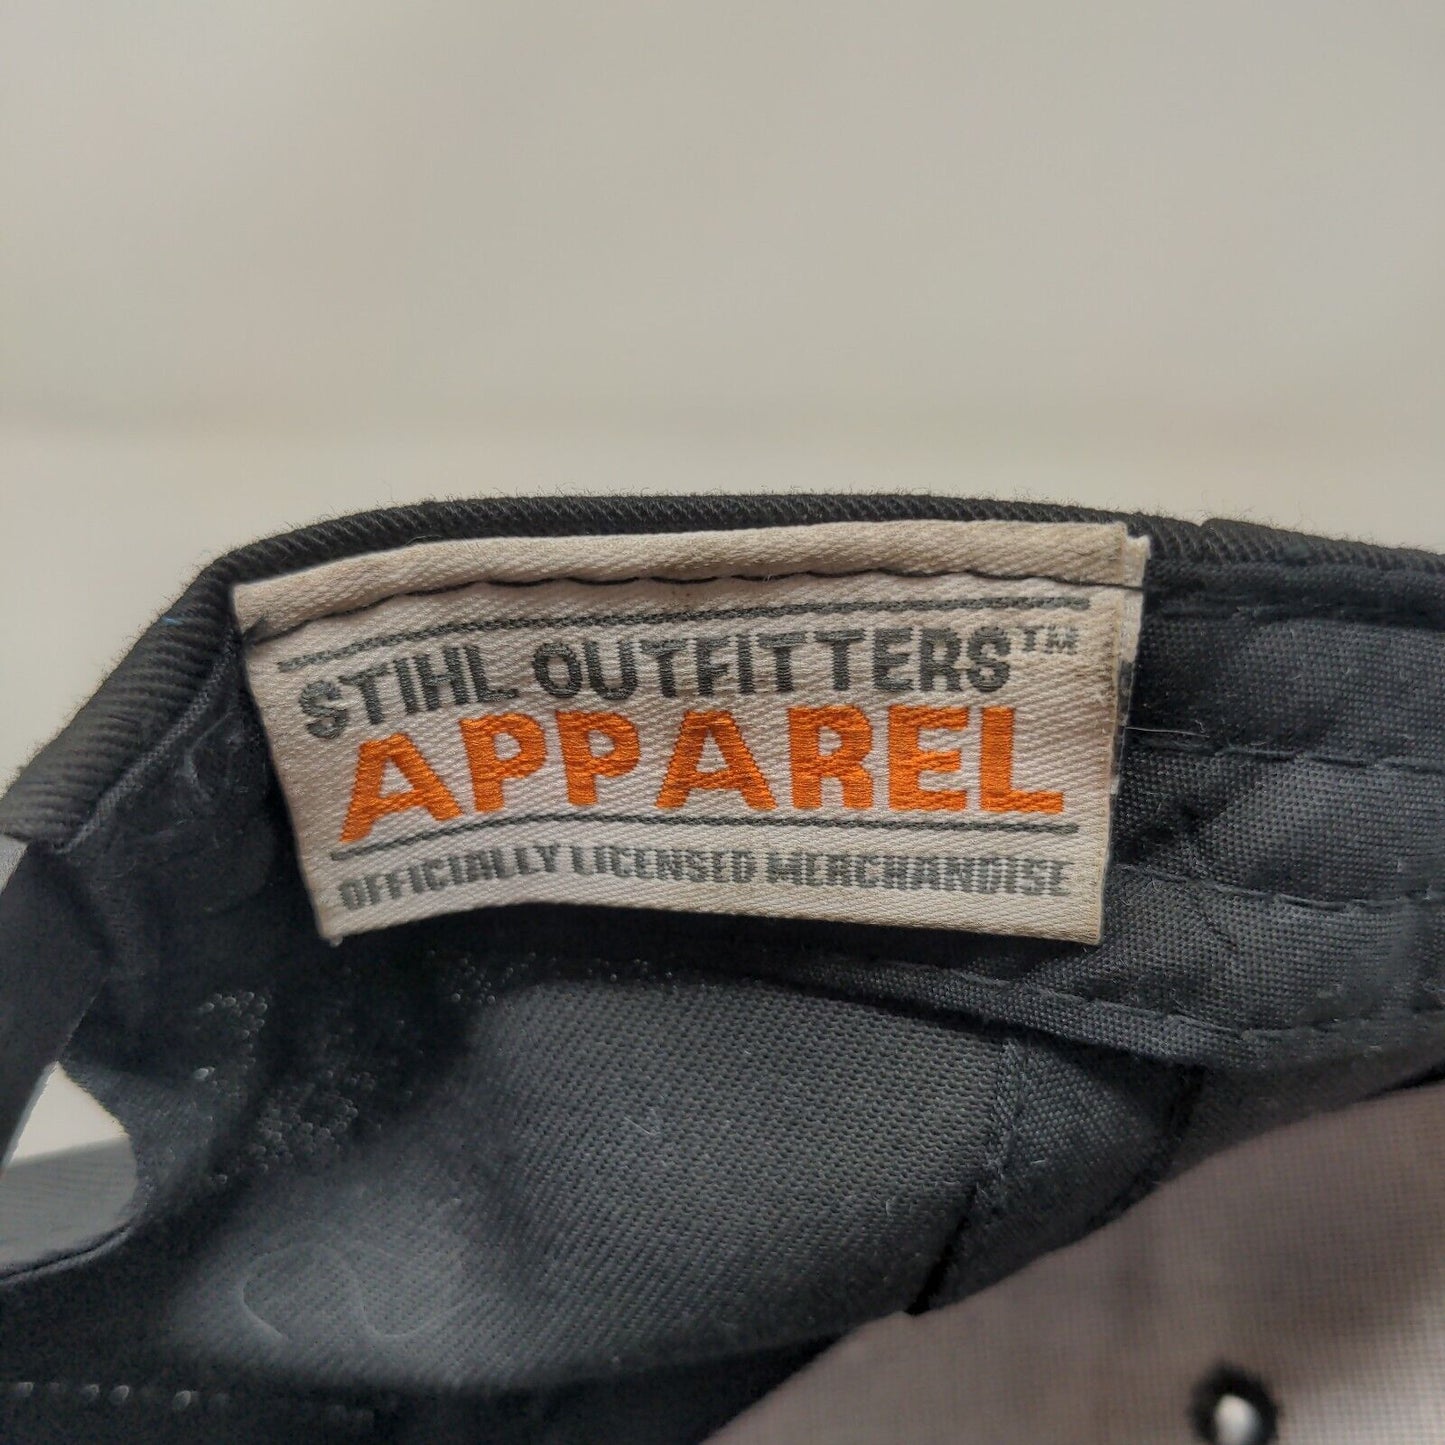 STIHL OUTFITTERS™
APPAREL
OFFICIALLY LICENSED MERCHANDISE